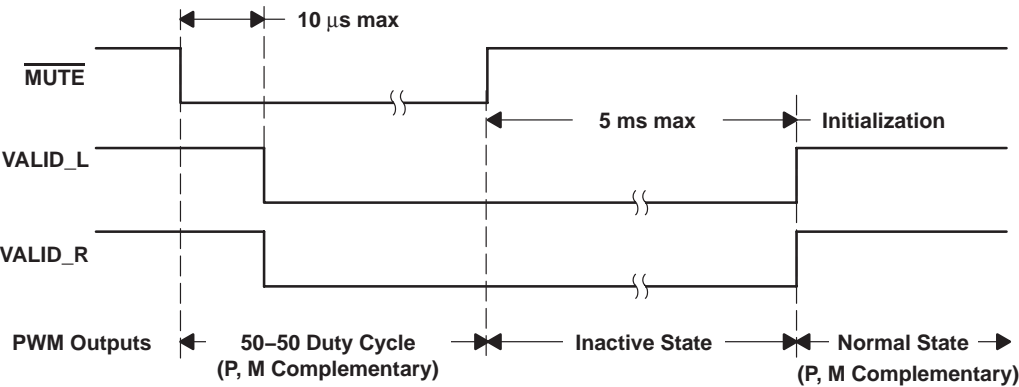 10 μs max
MUTE
5 ms max
Initialization
VALID_L
VALID_R
PWM Outputs
50−50 Duty Cycle
(P, M Complementary)
Inactive State
Normal State
(P, M Complementary)